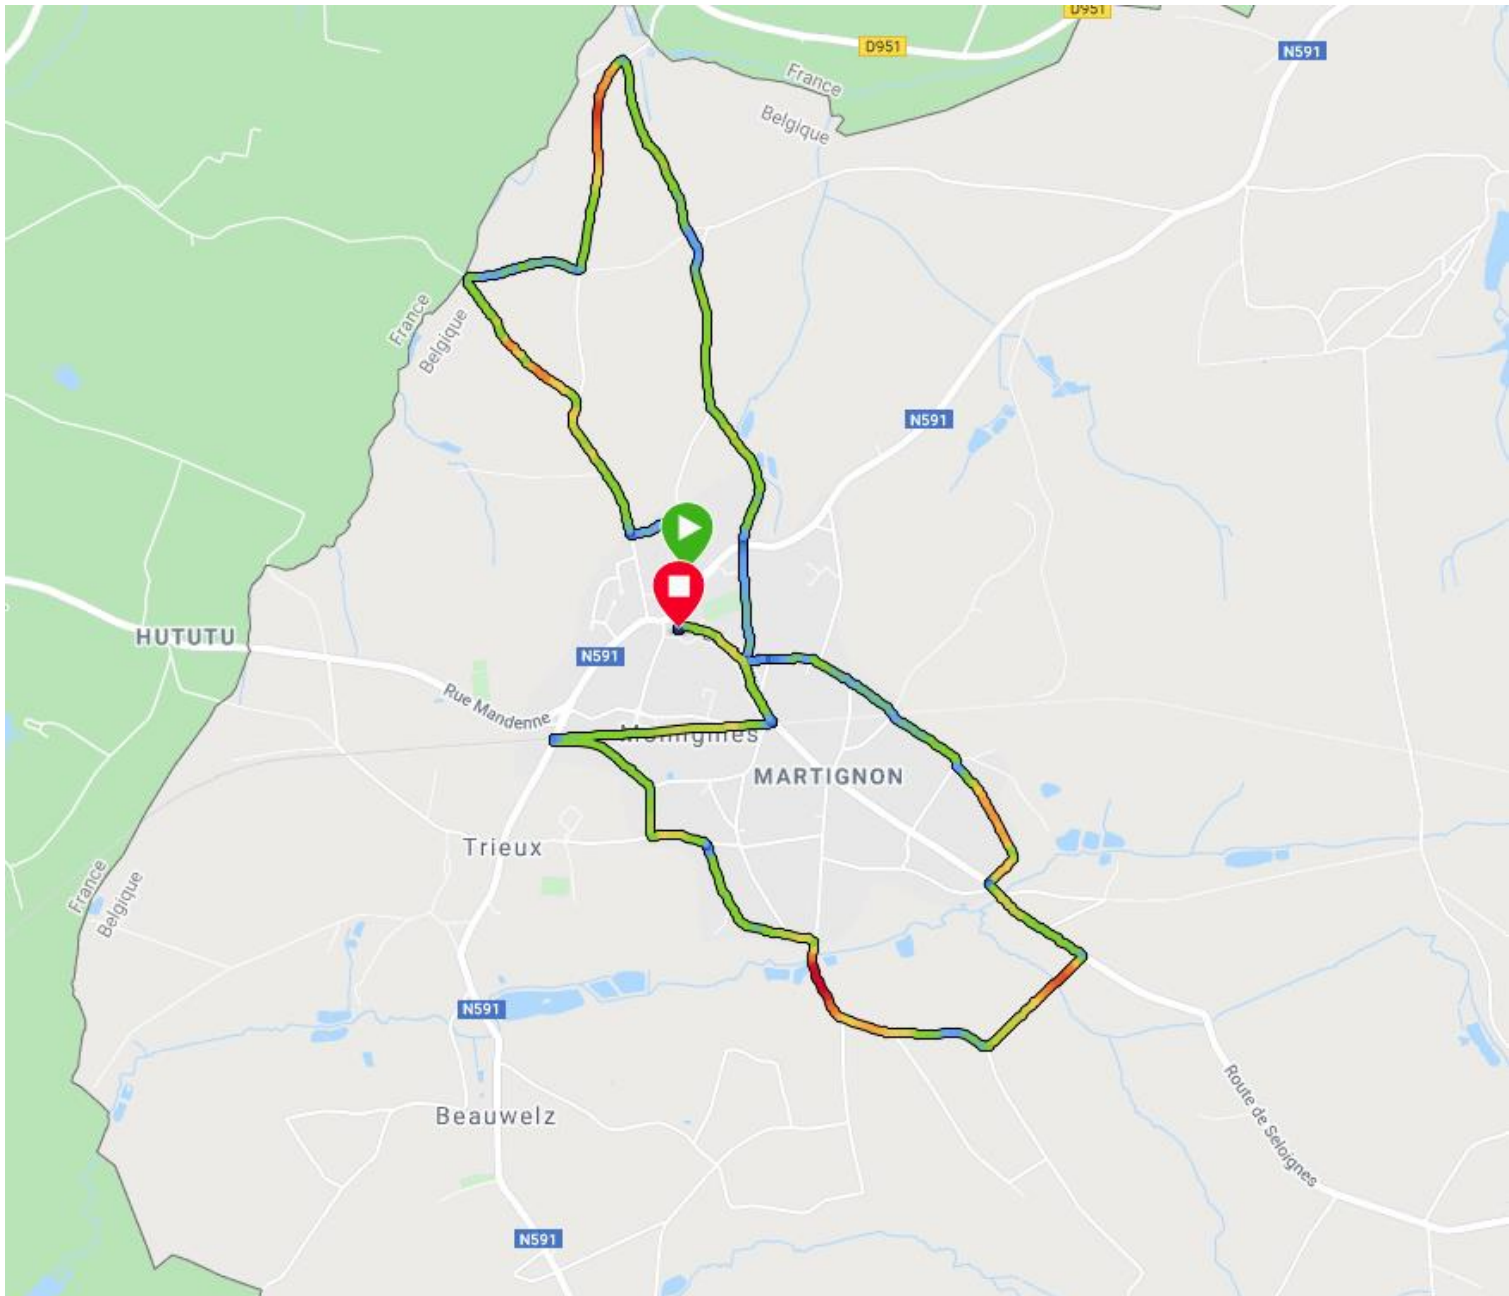 D951
D951
N591
France
Belgique
France
Belgique
N591
HUTUTU
N591
Rue Mandenne
Momignies
MARTIGNON
Trieux
France
Belgique
N591
Route de Seloignes
Beauwelz
N591